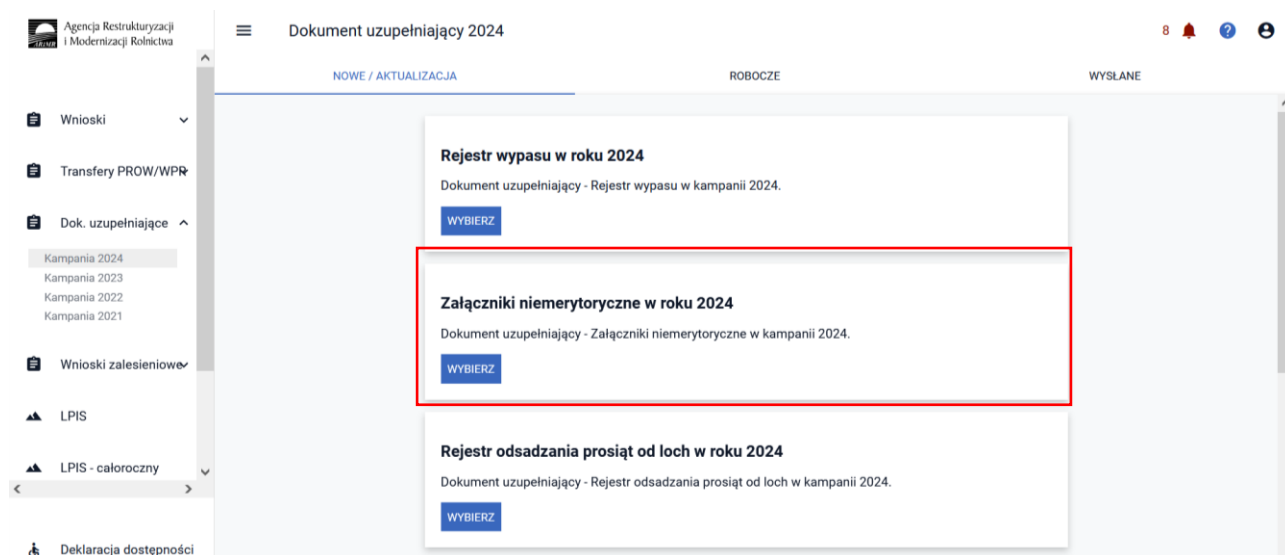 Agencja Restrukturyzacji
i Modernizacji Rolnictwa
ARiMR
Dokument uzupełniający 2024
8
NOWE / AKTUALIZACJA
ROBOCZE
WYSŁANE
Wnioski
Transfery PROW/WPR
Dok. uzupełniające
Kampania 2024
Kampania 2023
Kampania 2022
Kampania 2021
Wnioski zalesieniowe
LPIS
LPIS - całoroczny
Deklaracja dostępności
Rejestr wypasu w roku 2024
Dokument uzupełniający - Rejestr wypasu w kampanii 2024.
WYBIERZ
Załączniki niemerytoryczne w roku 2024
Dokument uzupełniający - Załączniki niemerytoryczne w kampanii 2024.
WYBIERZ
Rejestr odsadzania prosiąt od loch w roku 2024
Dokument uzupełniający - Rejestr odsadzania prosiąt od loch w kampanii 2024.
WYBIERZ